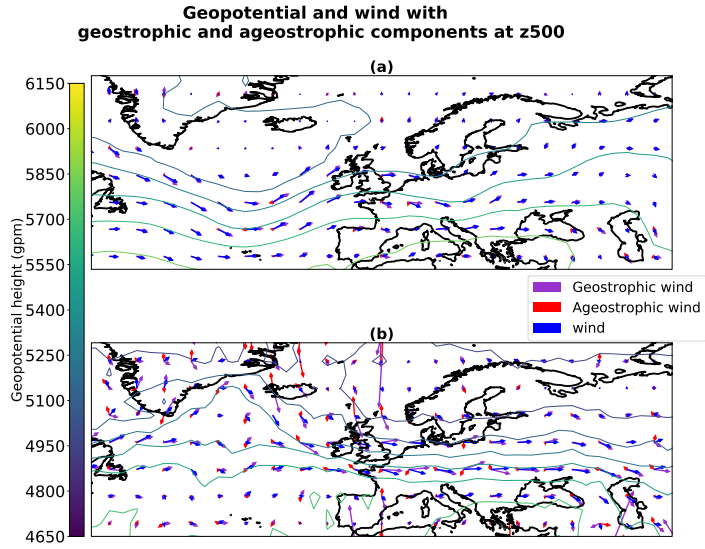 Geopotential and wind with
geostrophic and ageostrophic components at z500
(a)
6150
6000
5850
5700
5550
5400
5250
5100
4950
4800
4650
Geopotential height (gpm)
Geostrophic wind
Ageostrophic wind
wind
(b)